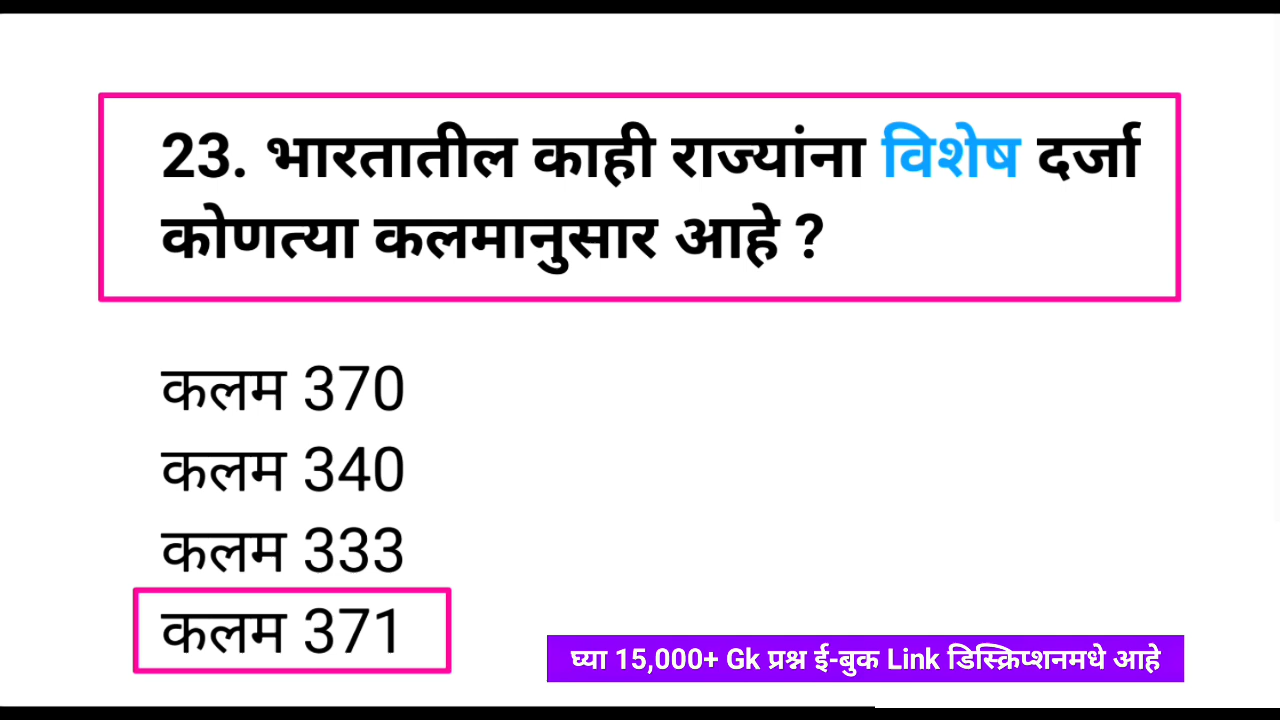 23. भारतातील काही राज्यांना विशेष दर्जा
कोणत्या कलमानुसार आहे ?
कलम 370
कलम 340
कलम 333
कलम 371
घ्या 15,000+ Gk प्रश्न ई-बुक Link डिस्क्रिप्शनमधे आहे